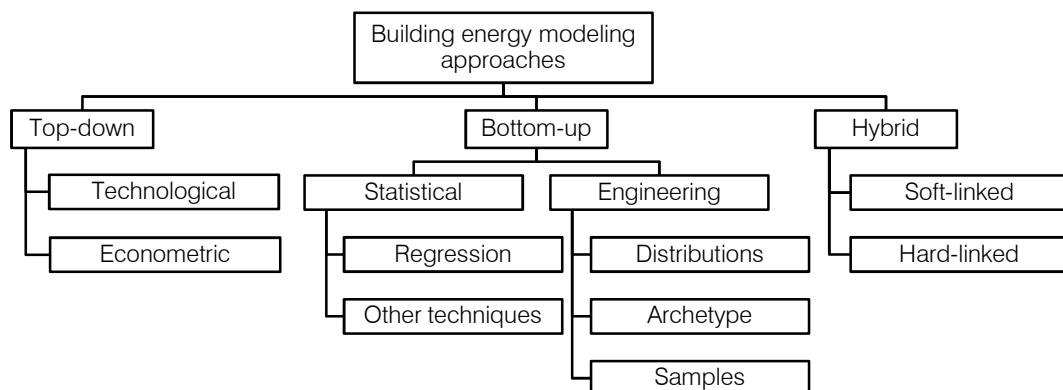 Building energy modeling
approaches
Top-down
Bottom-up
Hybrid
Technological
Statistical
Engineering
Soft-linked
Econometric
Regression
Distributions
Hard-linked
Other techniques
Archetype
Samples